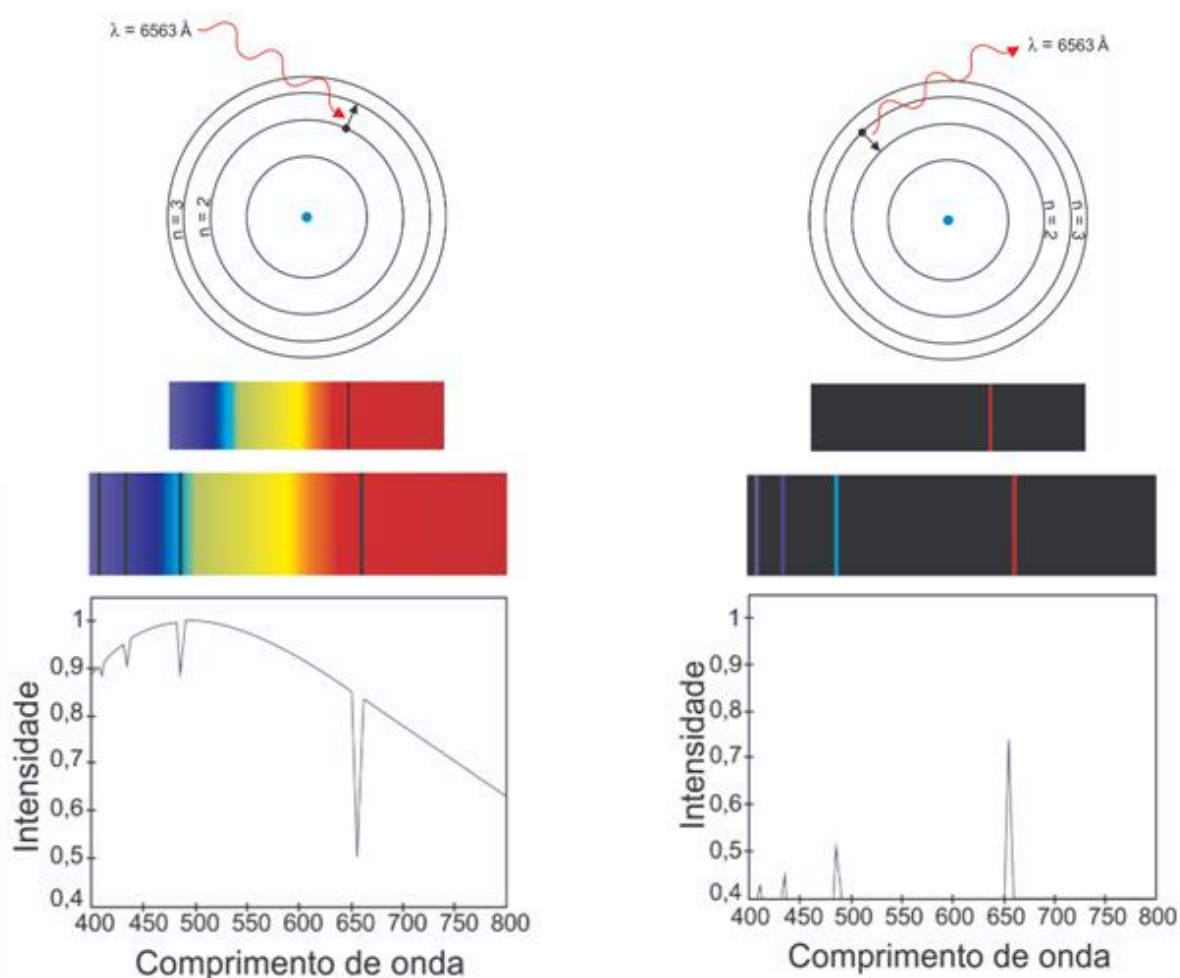 λ = 6563 Å
n = 3
n = 2
λ = 6563 Å
n = 2
n = 3
Intensidade
1
0,9
0,8
0,7
0,6
0,5
0,4
400 450 500 550 600 650 700 750 800
Comprimento de onda
Intensidade
1
0,9
0,8
0,7
0,6
0,5
0,4
400 450 500 550 600 650 700 750 800
Comprimento de onda